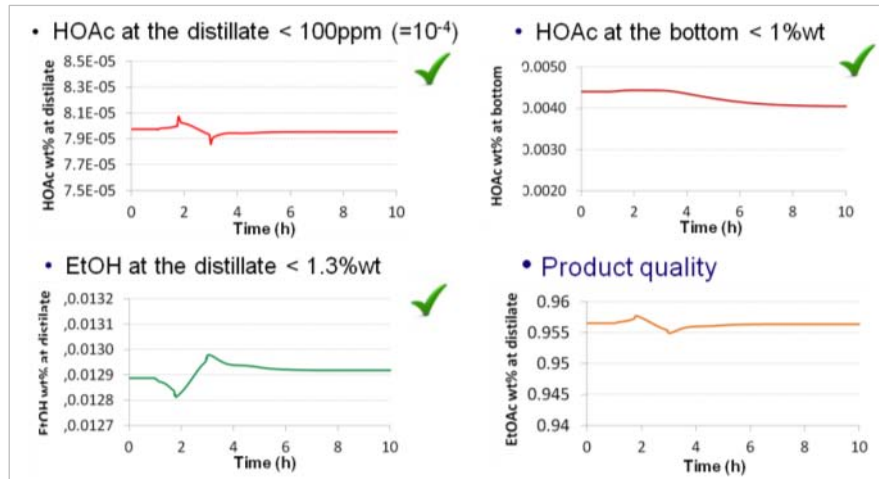 • HOAc at the distillate < 100ppm (=10⁻⁴)
HOAc wt% at distilate
8.5E-05
8.3E-05
8.1E-05
7.9E-05
7.7E-05
7.5E-05
0 2 4 6 8 10
Time (h)
• HOAc at the bottom < 1%wt
HOAc wt% at bottom
0.0050
0.0040
0.0030
0.0020
0 2 4 6 8 10
Time (h)
• EtOH at the distillate < 1.3%wt
EtOH wt% at distilate
,0.0132
,0.0131
,0.0130
,0.0129
,0.0128
,0.0127
0 2 4 6 8 10
Time (h)
• Product quality
EtOAc wt% at distilate
0.96
0.955
0.95
0.945
0.94
0 2 4 6 8 10
Time (h)